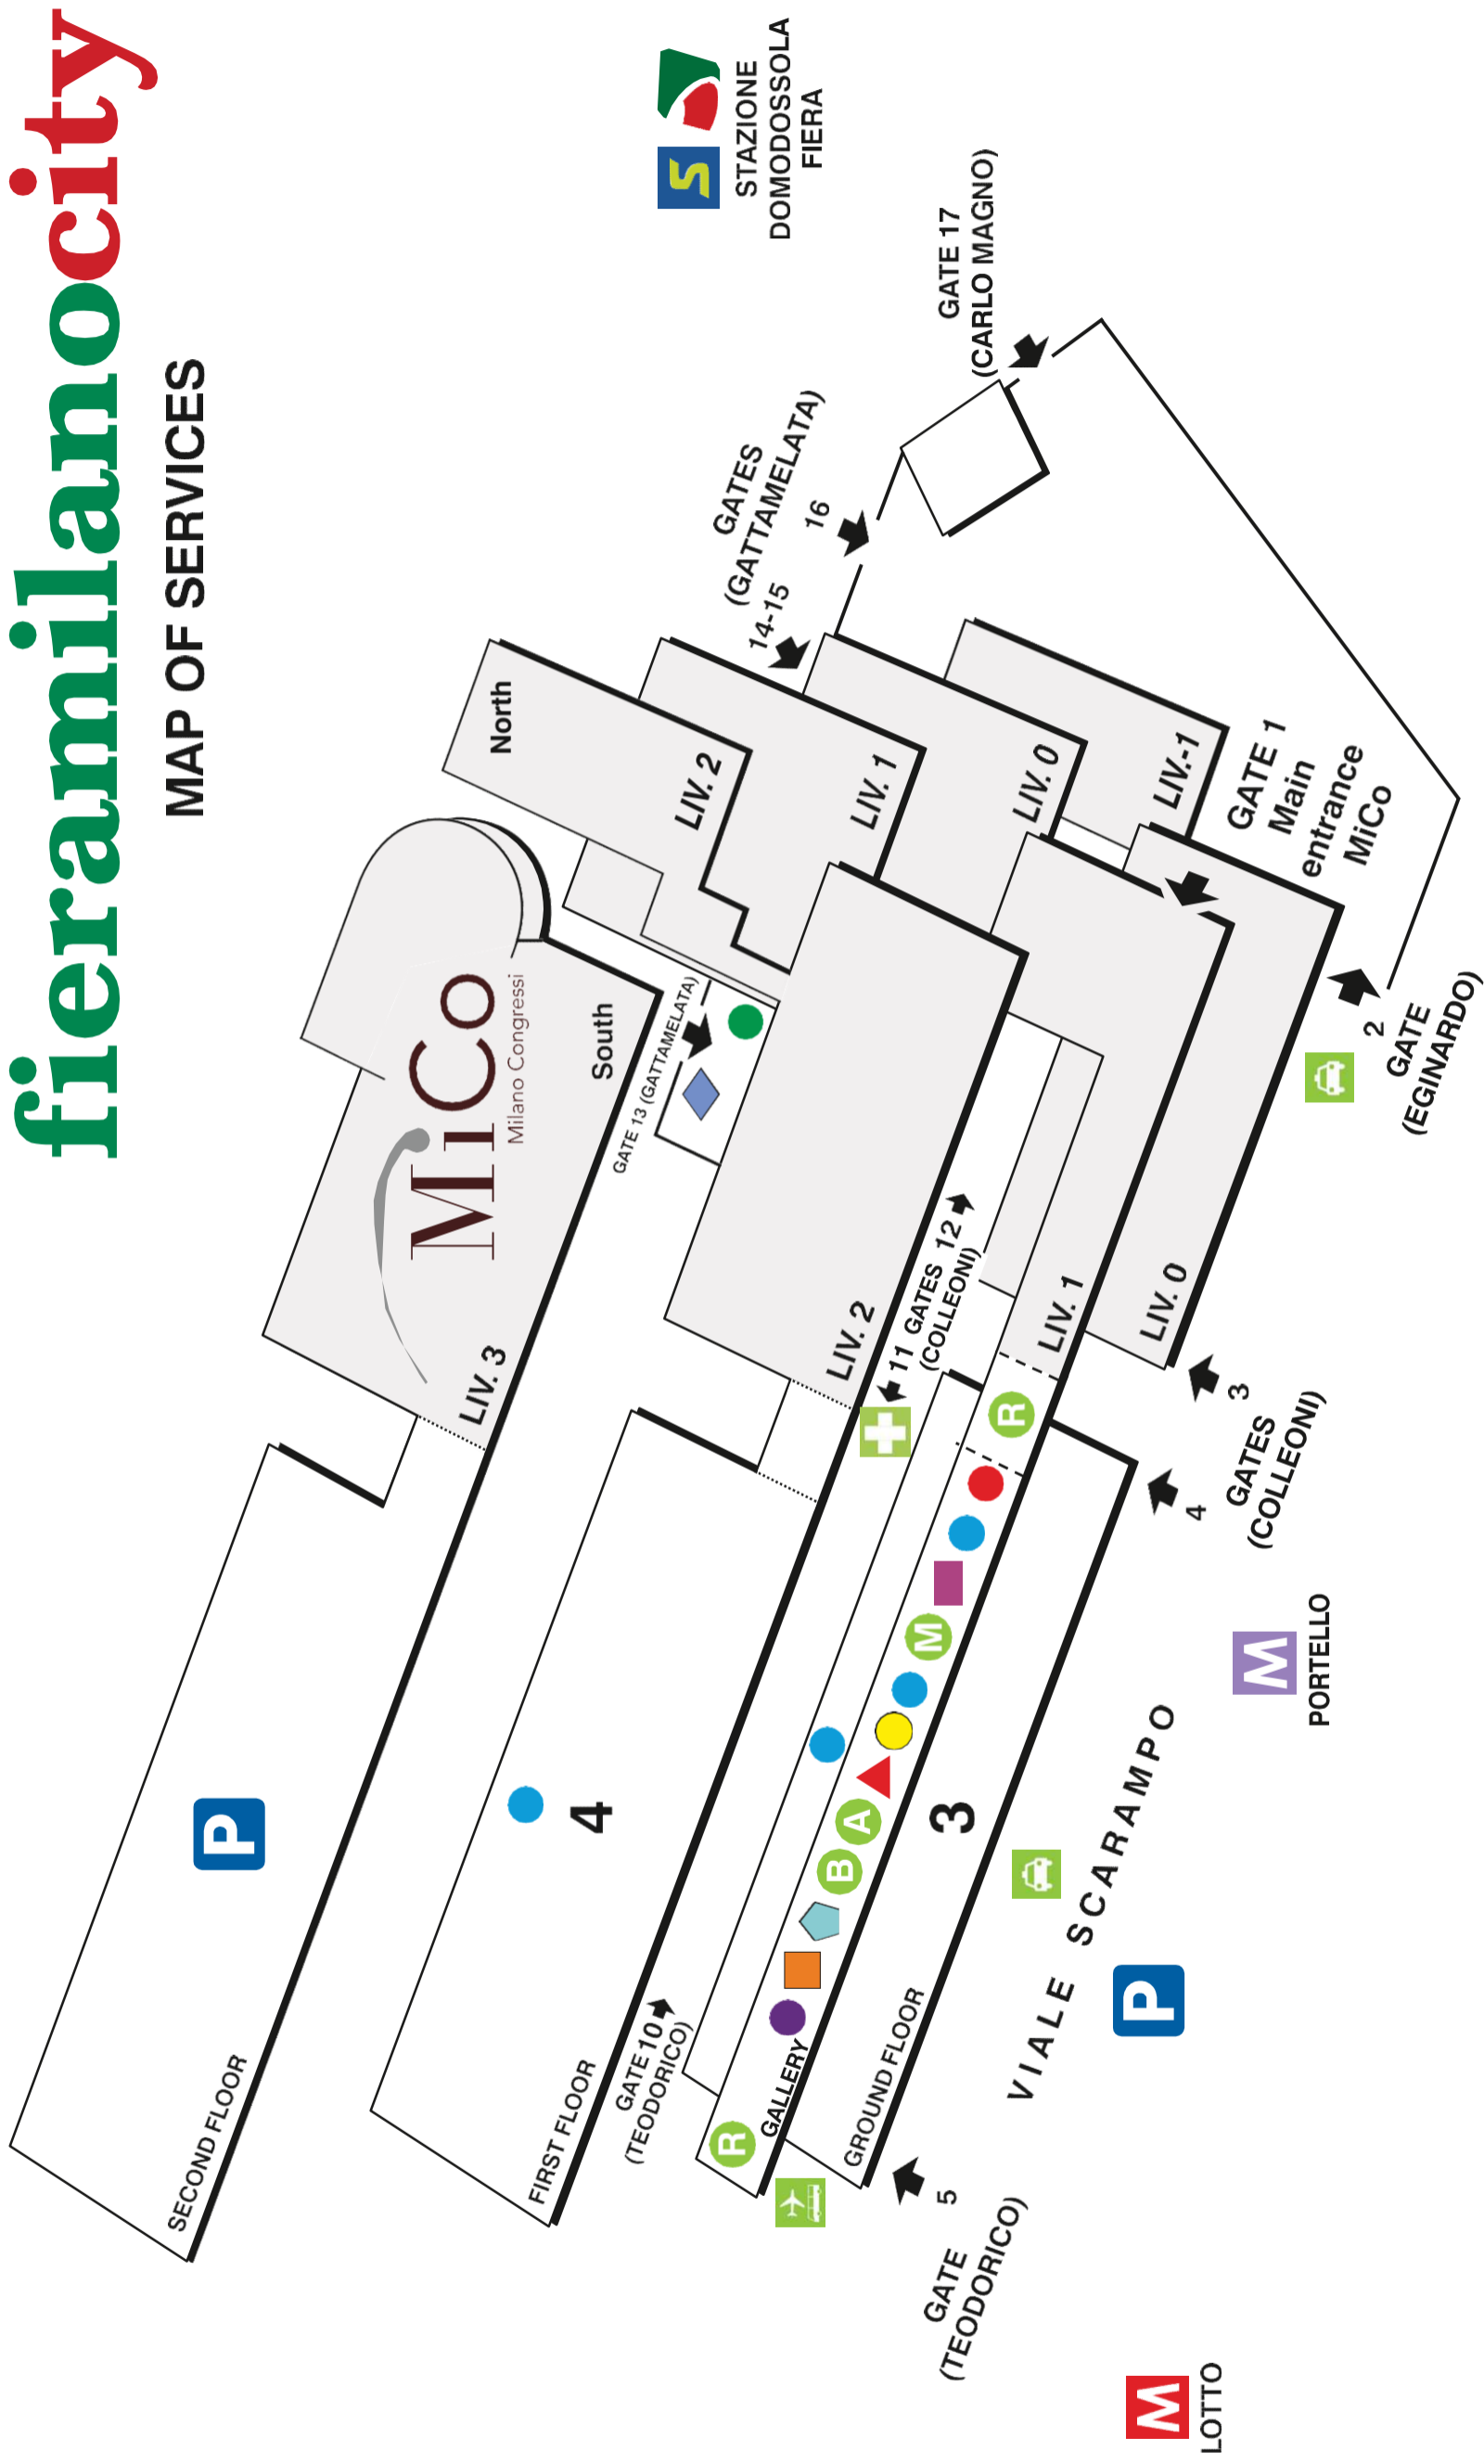 fieramilanocity
MAP OF SERVICES
S
STAZIONE
DOMODOSSOLA
FIERA
GATE 17
(CARLO MAGNO)
GATES
(GATTAMELATA)
14-15
16
North
LIV. 2
LIV. 1
LIV. 0
LIV.-1
GATE 1
Main
entrance
MiCo
MiCo
Milano Congressi
South
LIV. 3
GATE 13 (GATTAMELATA)
LIV. 2
11 GATES 12
(COLLEONI)
LIV. 1
LIV. 0
2
GATE
(EGINARDO)
3
4
GATES
(COLLEONI)
P
SECOND FLOOR
4
FIRST FLOOR
GATE 10
(TEODORICO)
R
GALLERY
B
A
M
R
3
GROUND FLOOR
VIALE SCARAMPO
P
M
PORTELLO
5
GATE
(TEODORICO)
M
LOTTO